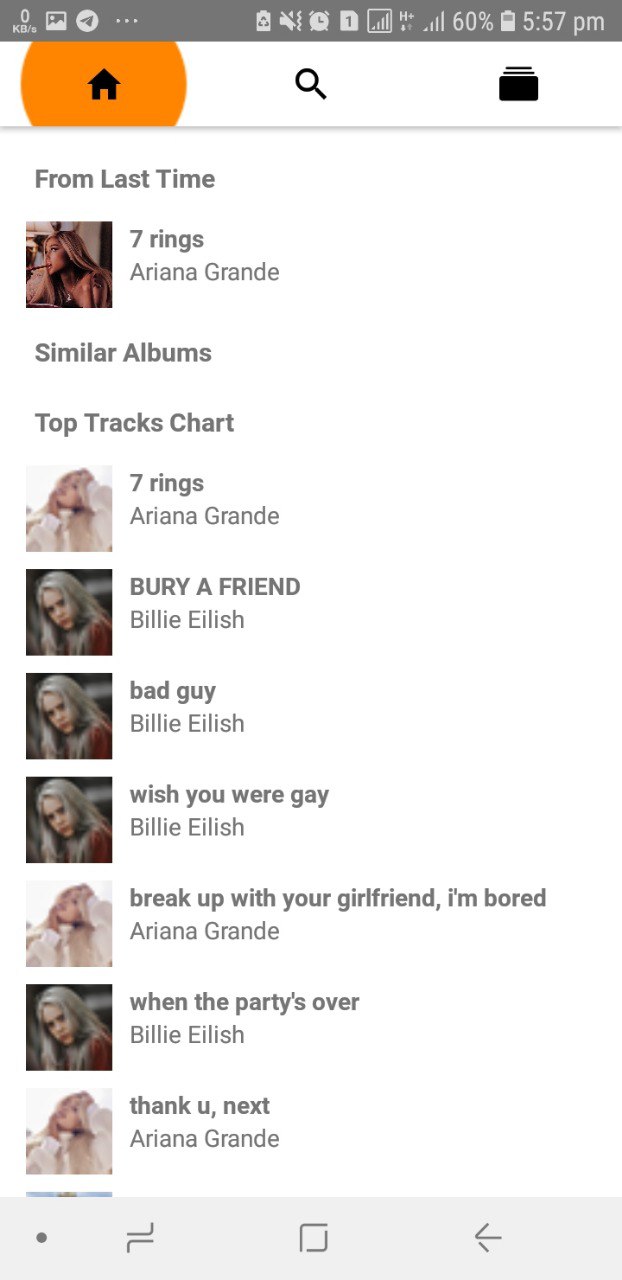 0
KB/s
1
H+
60%
5:57 pm
From Last Time
7 rings
Ariana Grande
Similar Albums
Top Tracks Chart
7 rings
Ariana Grande
BURY A FRIEND
Billie Eilish
bad guy
Billie Eilish
wish you were gay
Billie Eilish
break up with your girlfriend, i'm bored
Ariana Grande
when the party's over
Billie Eilish
thank u, next
Ariana Grande